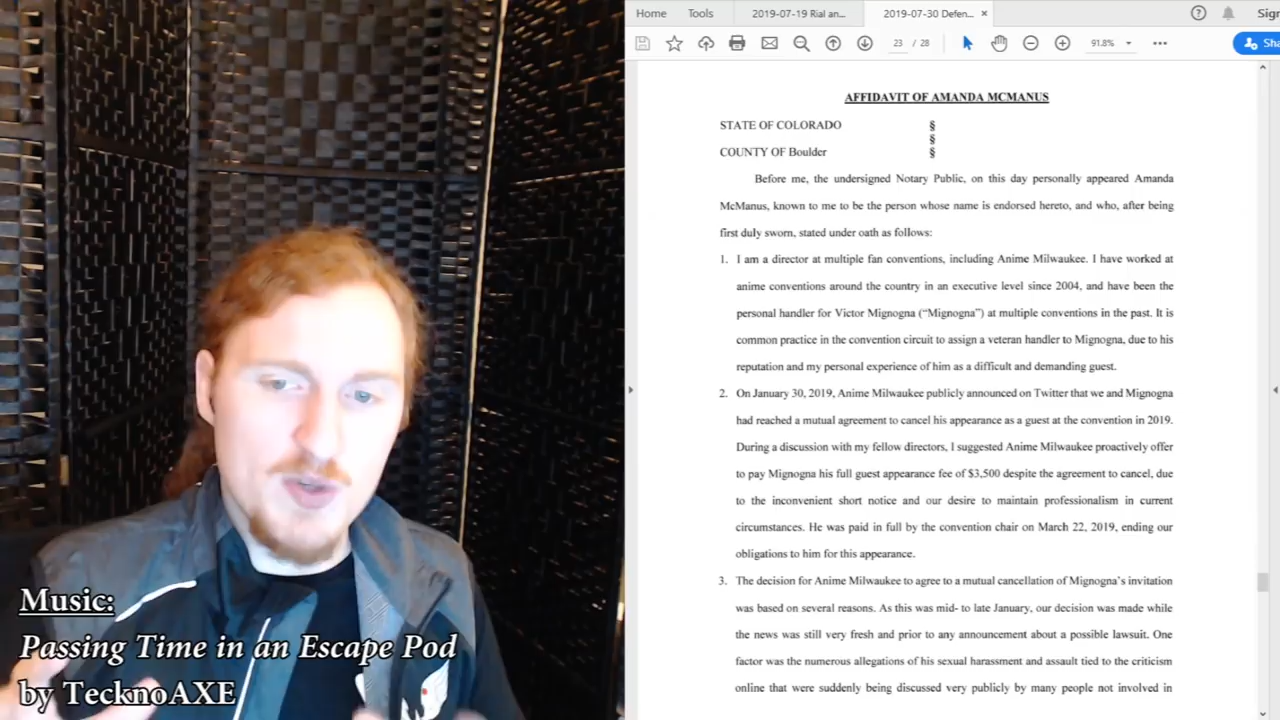 Home Tools 2019-07-19 Rial an... 2019-07-30 Defen... × Sign
23 / 28 91.8% Sha
AFFIDAVIT OF AMANDA MCMANUS
STATE OF COLORADO §
§
COUNTY OF Boulder §
Before me, the undersigned Notary Public, on this day personally appeared Amanda
McManus, known to me to be the person whose name is endorsed hereto, and who, after being
first duly sworn, stated under oath as follows:
1. I am a director at multiple fan conventions, including Anime Milwaukee. I have worked at
anime conventions around the country in an executive level since 2004, and have been the
personal handler for Victor Mignogna (“Mignogna”) at multiple conventions in the past. It is
common practice in the convention circuit to assign a veteran handler to Mignogna, due to his
reputation and my personal experience of him as a difficult and demanding guest.
2. On January 30, 2019, Anime Milwaukee publicly announced on Twitter that we and Mignogna
had reached a mutual agreement to cancel his appearance as a guest at the convention in 2019.
During a discussion with my fellow directors, I suggested Anime Milwaukee proactively offer
to pay Mignogna his full guest appearance fee of $3,500 despite the agreement to cancel, due
to the inconvenient short notice and our desire to maintain professionalism in current
circumstances. He was paid in full by the convention chair on March 22, 2019, ending our
obligations to him for this appearance.
3. The decision for Anime Milwaukee to agree to a mutual cancellation of Mignogna’s invitation
was based on several reasons. As this was mid- to late January, our decision was made while
the news was still very fresh and prior to any announcement about a possible lawsuit. One
factor was the numerous allegations of his sexual harassment and assault tied to the criticism
online that were suddenly being discussed very publicly by many people not involved in
Music:
Passing Time in an Escape Pod
by TecknoAXE